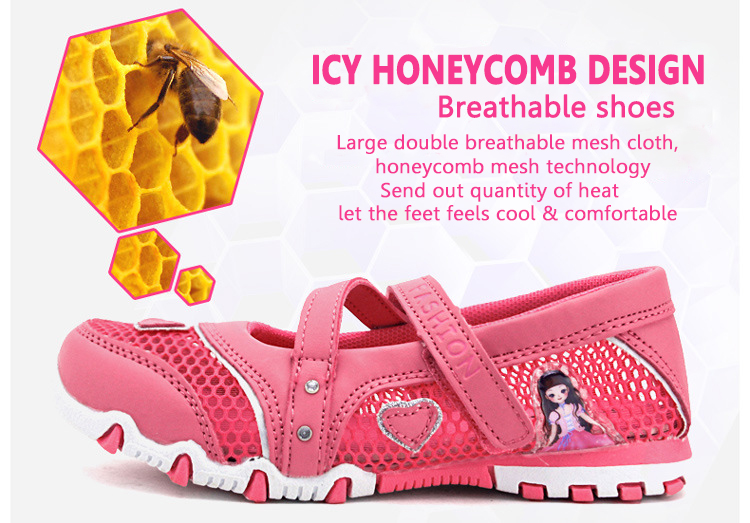 ICY HONEYCOMB DESIGN
Breathable shoes
Large double breathable mesh cloth,
honeycomb mesh technology
Send out quantity of heat
let the feet feels cool & comfortable
FISHTON